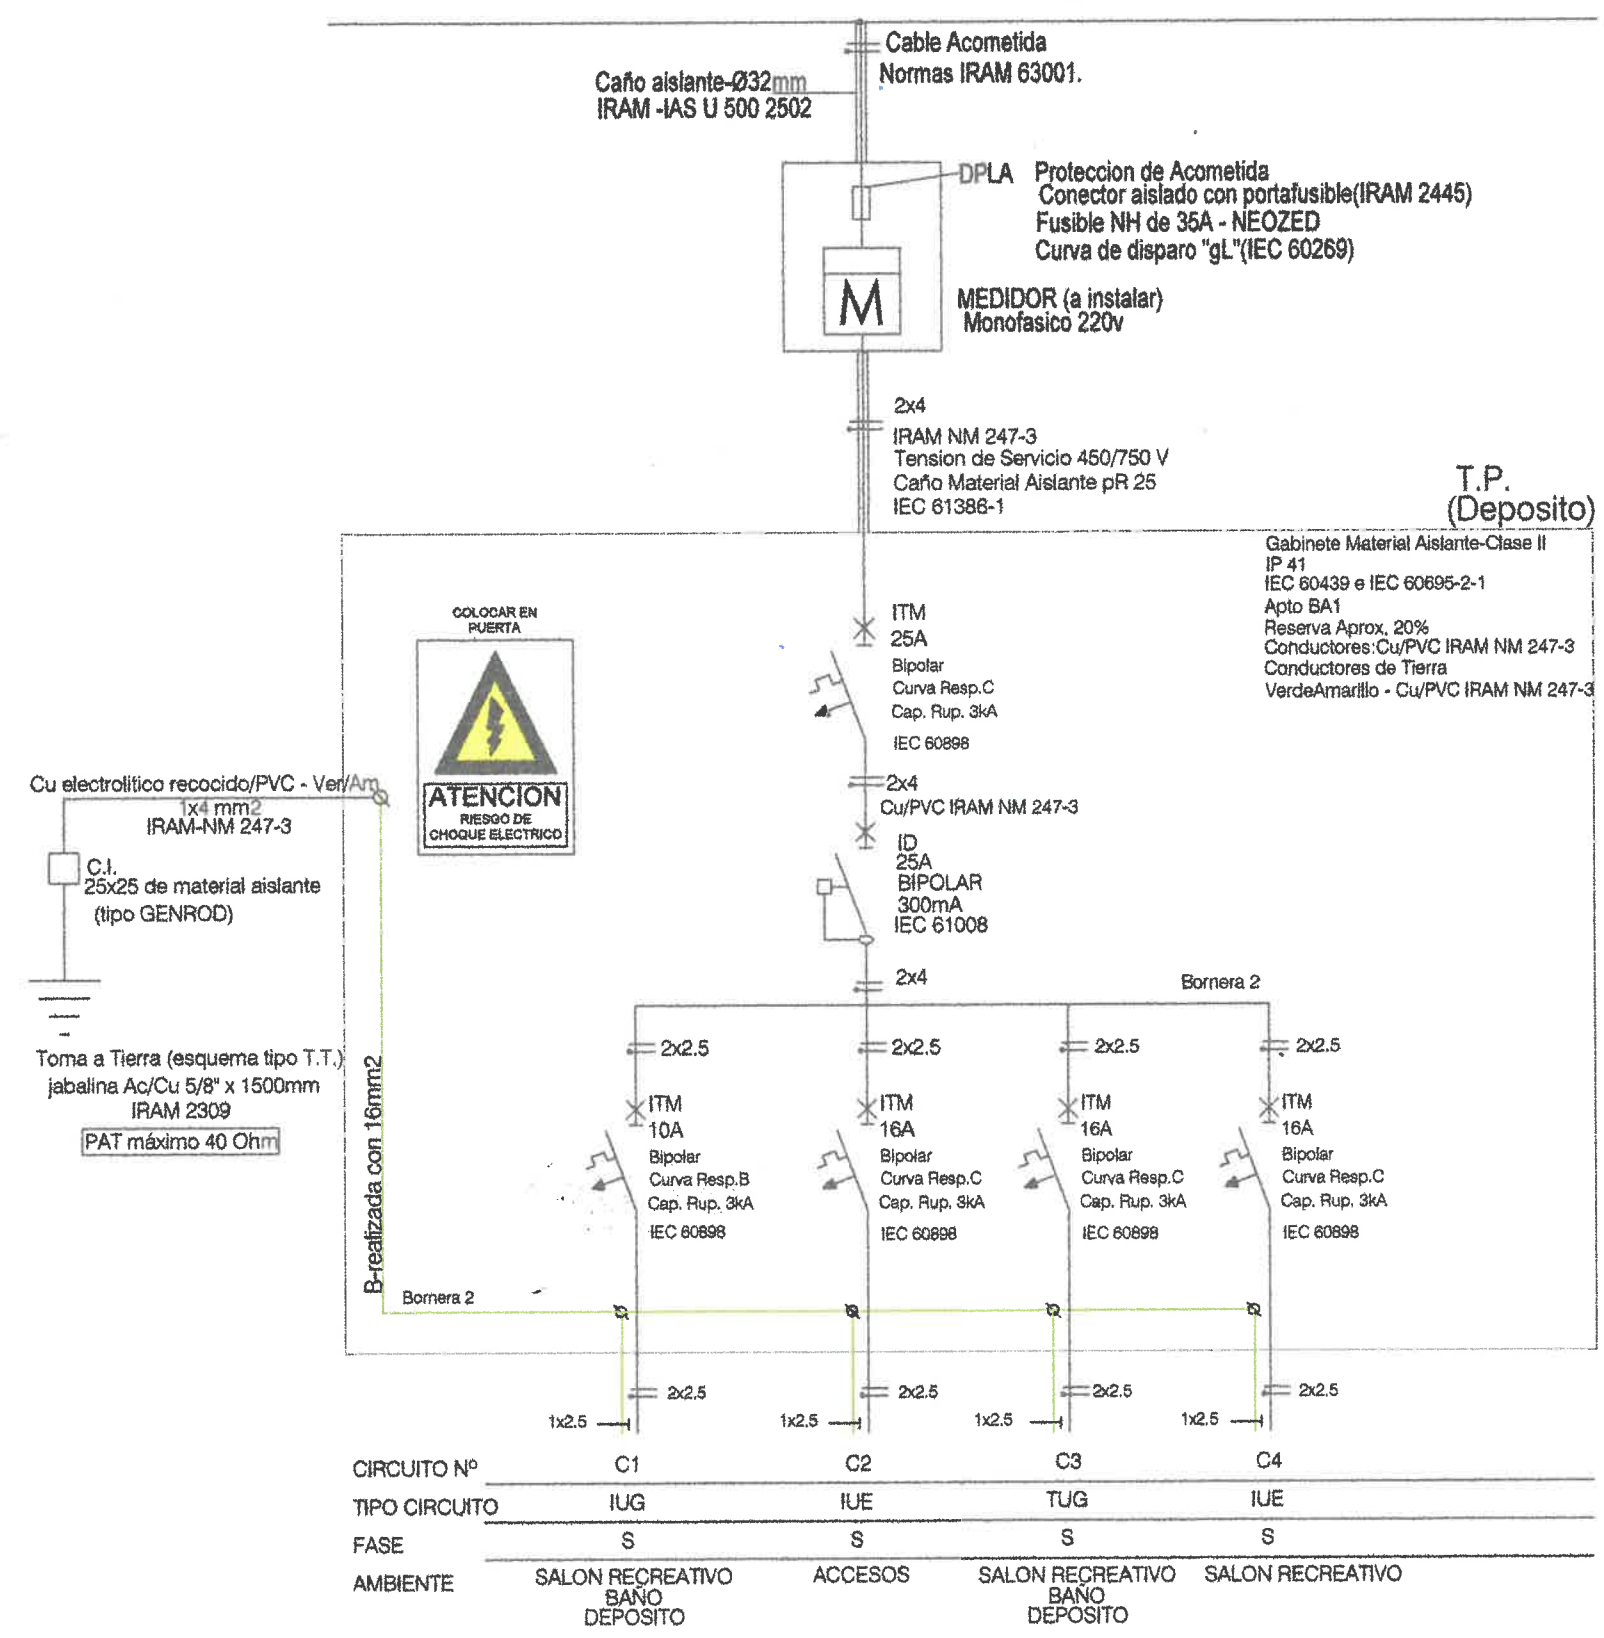 Cable Acometida
Normas IRAM 63001.
Caño aislante-Ø32mm
IRAM -IAS U 500 2502
DPLA
Proteccion de Acometida
Conector aislado con portafusible(IRAM 2445)
Fusible NH de 35A - NEOZED
Curva de disparo "gL"(IEC 60269)
M
MEDIDOR (a instalar)
Monofasico 220v
2x4
IRAM NM 247-3
Tension de Servicio 450/750 V
Caño Material Aislante pR 25
IEC 61386-1
T.P.
(Deposito)
Gabinete Material Aislante-Clase II
IP 41
IEC 60439 e IEC 60695-2-1
Apto BA1
Reserva Aprox. 20%
Conductores:Cu/PVC IRAM NM 247-3
Conductores de Tierra
VerdeAmarillo - Cu/PVC IRAM NM 247-3
COLOCAR EN
PUERTA
ATENCION
RIESGO DE
CHOQUE ELECTRICO
ITM
25A
Bipolar
Curva Resp.C
Cap. Rup. 3kA
IEC 60898
2x4
Cu/PVC IRAM NM 247-3
ID
25A
BIPOLAR
300mA
IEC 61008
2x4
Cu electrolitico recocido/PVC - Ver/Am
1x4 mm2
IRAM-NM 247-3
C.I.
25x25 de material aislante
(tipo GENROD)
Toma a Tierra (esquema tipo T.T.)
jabalina Ac/Cu 5/8" x 1500mm
IRAM 2309
PAT máximo 40 Ohm
B-realizada con 16mm2
Bornera 2
Bornera 2
2x2.5
2x2.5
2x2.5
2x2.5
ITM
10A
Bipolar
Curva Resp.B
Cap. Rup. 3kA
IEC 60898
ITM
16A
Bipolar
Curva Resp.C
Cap. Rup. 3kA
IEC 60898
ITM
16A
Bipolar
Curva Resp.C
Cap. Rup. 3kA
IEC 60898
ITM
16A
Bipolar
Curva Resp.C
Cap. Rup. 3kA
IEC 60898
2x2.5
2x2.5
2x2.5
2x2.5
1x2.5
1x2.5
1x2.5
1x2.5
CIRCUITO Nº C1 C2 C3 C4
TIPO CIRCUITO IUG IUE TUG IUE
FASE S S S S
AMBIENTE
SALON RECREATIVO
BAÑO
DEPOSITO
ACCESOS
SALON RECREATIVO
BAÑO
DEPOSITO
SALON RECREATIVO